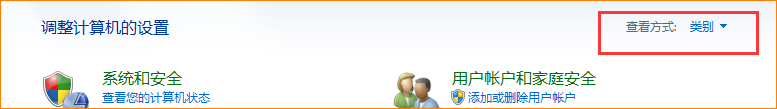 调整计算机的设置 查看方式: 类别
系统和安全 用户帐户和家庭安全
查看您的计算机状态 添加或删除用户帐户